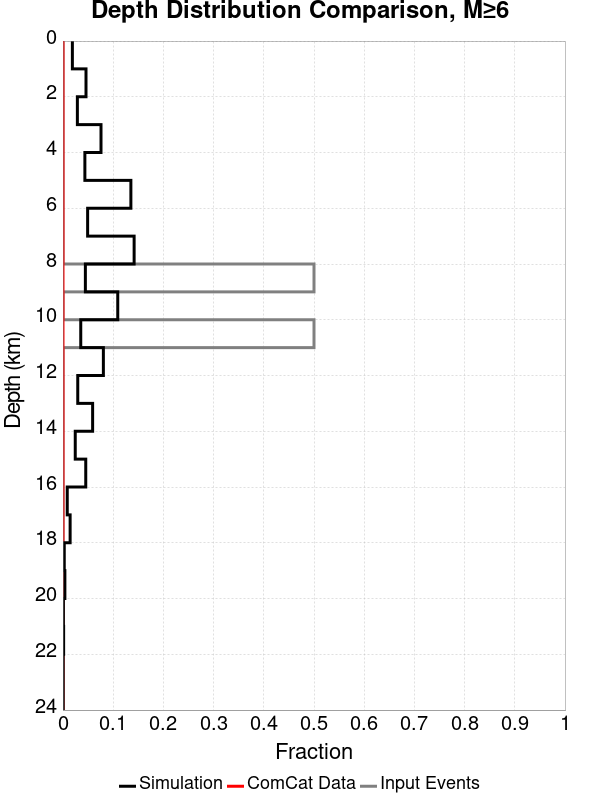 Depth Distribution Comparison, M≥6
0
2
4
6
8
10
12
14
16
18
20
22
24
Depth (km)
0 0.1 0.2 0.3 0.4 0.5 0.6 0.7 0.8 0.9 1
Fraction
Simulation ComCat Data Input Events